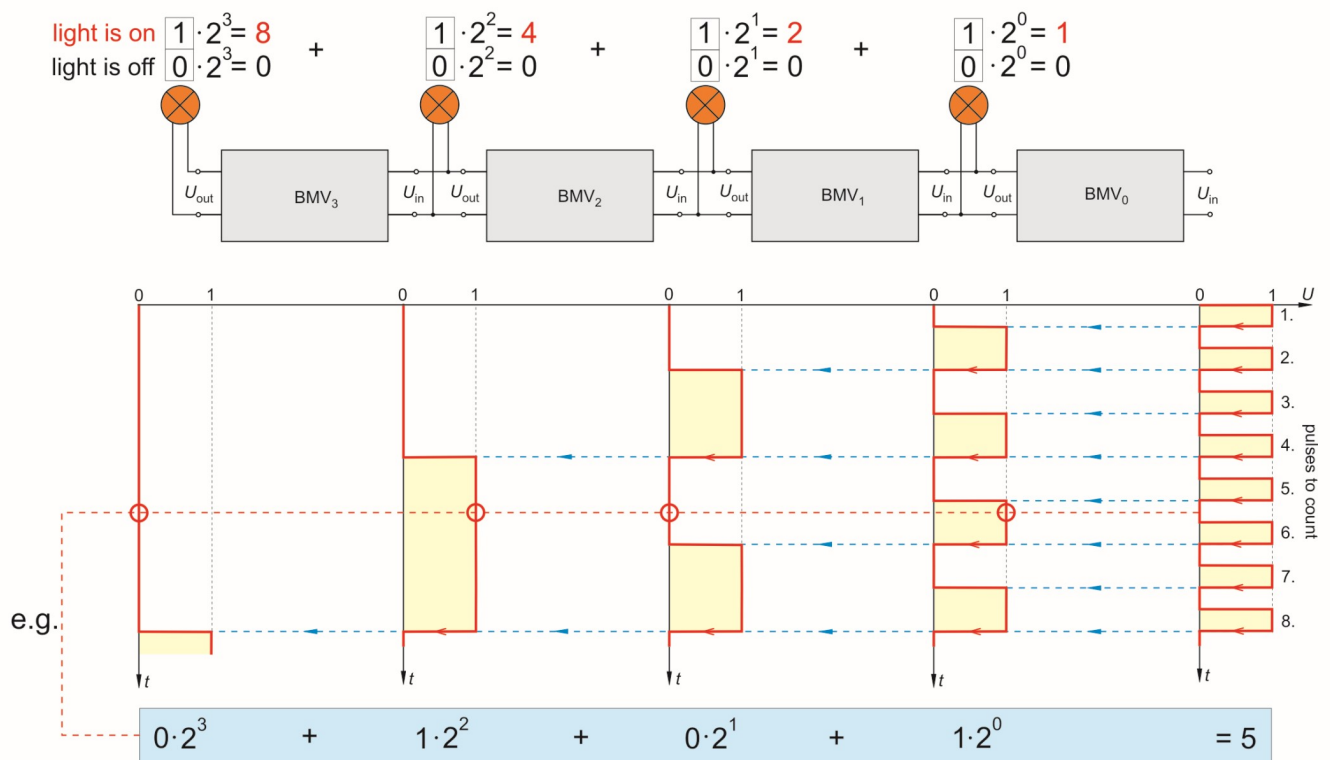 light is on 1 · 2³ = 8 + 1 · 2² = 4 + 1 · 2¹ = 2 + 1 · 2⁰ = 1
light is off 0 · 2³ = 0 0 · 2² = 0 0 · 2¹ = 0 0 · 2⁰ = 0
U_out BMV₃ U_in U_out BMV₂ U_in U_out BMV₁ U_in U_out BMV₀ U_in
0 1 0 1 0 1 0 1 0 1 U
1.
2.
3.
4.
5.
6.
7.
8.
pulses to count
e.g.
t t t t t
0·2³ + 1·2² + 0·2¹ + 1·2⁰ = 5